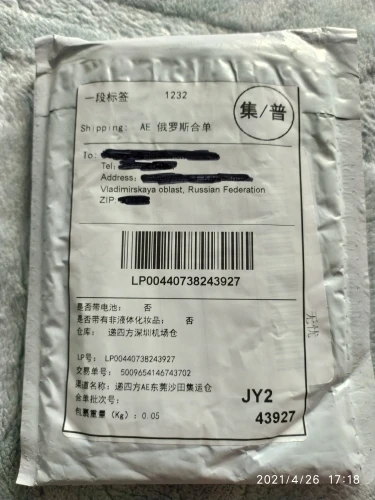 一段标签 1232
集/普
Shipping: AE 俄罗斯合单
To:
Tel:
Address:
Vladimirskaya oblast, Russian Federation
ZIP:
LP00440738243927
是否带电池: 否
是否带有非液体化妆品: 否
仓库: 递四方深圳机场仓
LP号: LP00440738243927
交易单号: 5009654146743702
渠道名称: 递四方AE东莞沙田集运仓
合单批次号:
包裹重量 (Kg): 0.05
JY2
43927
2021/4/26 17:18